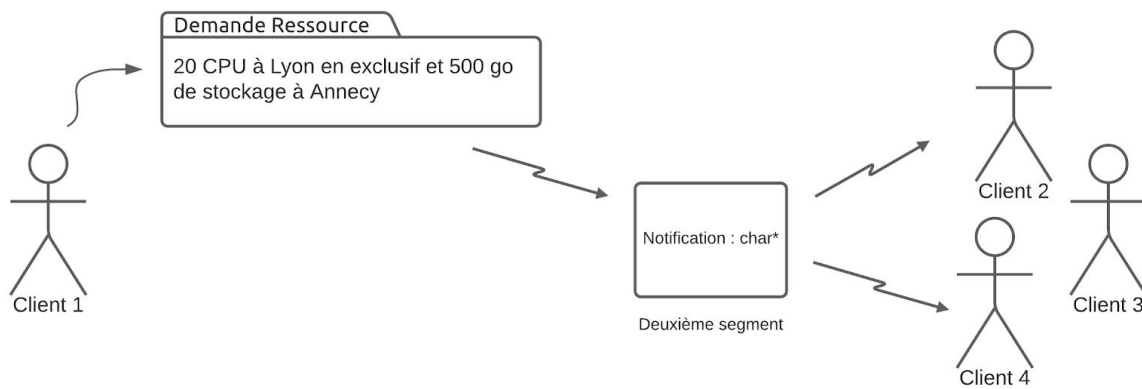 Demande Ressource
20 CPU à Lyon en exclusif et 500 go
de stockage à Annecy
Client 1
Notification : char*
Deuxième segment
Client 2
Client 3
Client 4